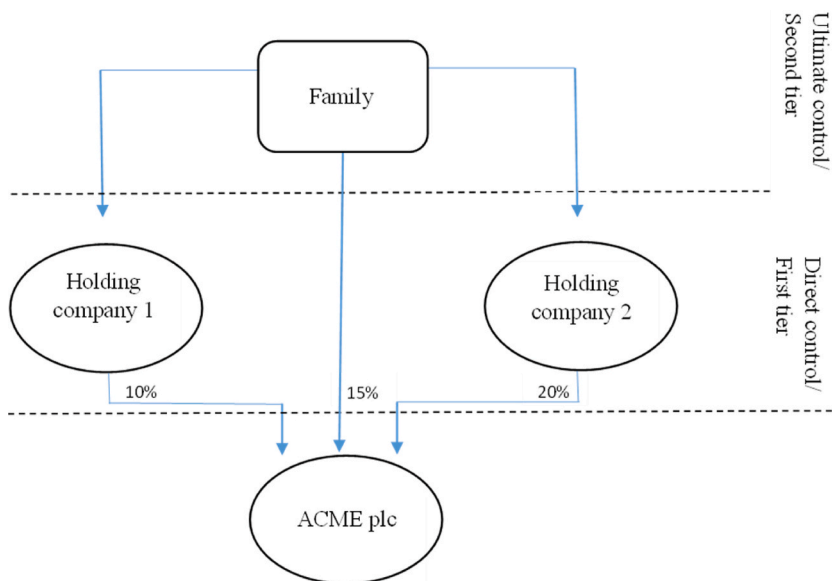 Ultimate control/
Second tier
Family
Holding
company 1
Holding
company 2
Direct control/
First tier
10%
15%
20%
ACME plc